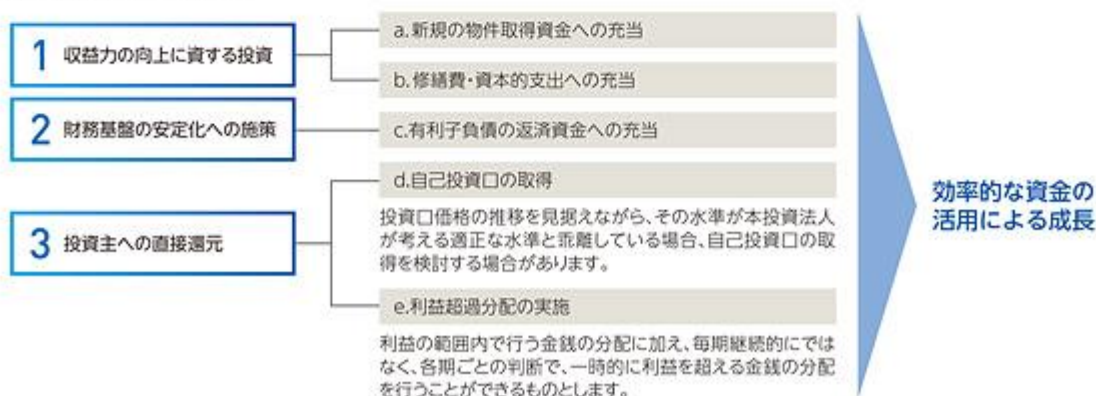 1 収益力の向上に資する投資
a.新規の物件取得資金への充当
b.修繕費・資本的支出への充当
2 財務基盤の安定化への施策
c.有利子負債の返済資金への充当
3 投資主への直接還元
d.自己投資口の取得
投資口価格の推移を見据えながら、その水準が本投資法人
が考える適正な水準と乖離している場合、自己投資口の取
得を検討する場合があります。
e.利益超過分配の実施
利益の範囲内で行う金銭の分配に加え、毎期継続的にでは
なく、各期ごとの判断で、一時的に利益を超える金銭の分配
を行うことができるものとします。
効率的な資金の
活用による成長